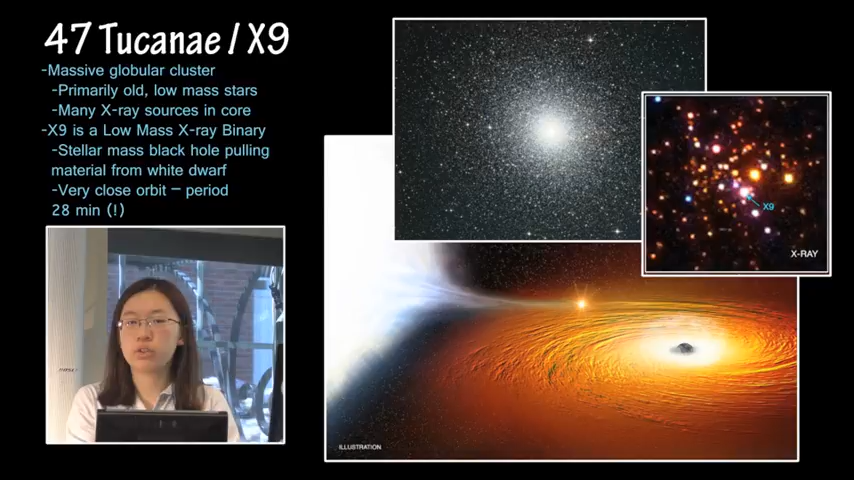 47 Tucanae / X9
-Massive globular cluster
-Primarily old, low mass stars
-Many X-ray sources in core
-X9 is a Low Mass X-ray Binary
-Stellar mass black hole pulling
material from white dwarf
-Very close orbit – period
28 min (!)
X9
X-RAY
ILLUSTRATION